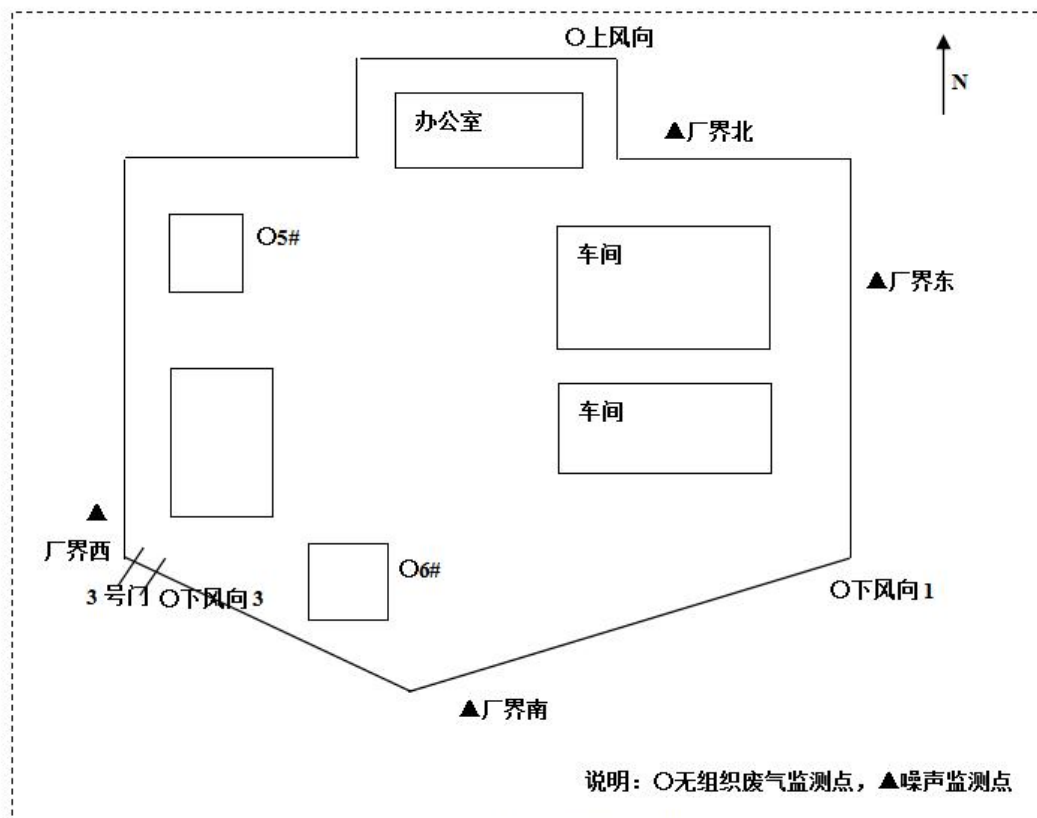 ○上风向
N
办公室
▲厂界北
○5#
车间
▲厂界东
车间
▲
厂界西
○6#
3号门 ○下风向3
○下风向1
▲厂界南
说明：○无组织废气监测点，▲噪声监测点